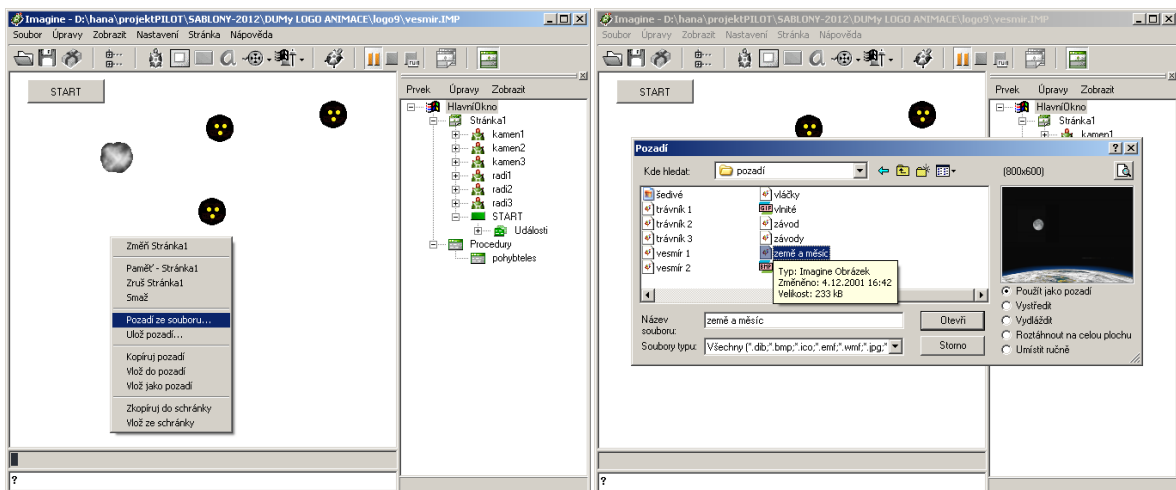 Imagine - D:\hana\projektPILOT\SABLONY-2012\DUMy LOGO ANIMACE\logo9\vesmir.IMP
Soubor Úpravy Zobrazit Nastavení Stránka Nápověda
START
Prvek Úpravy Zobrazit
HlavníOkno
Stránka1
kamen1
kamen2
kamen3
radi1
radi2
radi3
START
Události
Procedury
pohybteles
Změň Stránka1
Paměť - Stránka1
Zruš Stránka1
Smaž
Pozadí ze souboru...
Ulož pozadí...
Kopíruj pozadí
Vlož do pozadí
Vlož jako pozadí
Zkopíruj do schránky
Vlož ze schránky
?
Imagine - D:\hana\projektPILOT\SABLONY-2012\DUMy LOGO ANIMACE\logo9\vesmir.IMP
Soubor Úpravy Zobrazit Nastavení Stránka Nápověda
START
Prvek Úpravy Zobrazit
HlavníOkno
Stránka1
kamen1
Pozadí
Kde hledat: pozadí
(800x600)
šedivé
trávník 1
trávník 2
trávník 3
vesmír 1
vesmír 2
vláčky
vlnité
závod
závody
země a měsíc
Typ: Imagine Obrázek
Změněno: 4.12.2001 16:42
Velikost: 233 kB
Název souboru: země a měsíc
Otevři
Soubory typu: Všechny (*.dib;*.bmp;*.ico;*.emf;*.wmf;*.jpg;*
Storno
Použít jako pozadí
Vystředit
Vydláždit
Roztáhnout na celou plochu
Umístit ručně
?